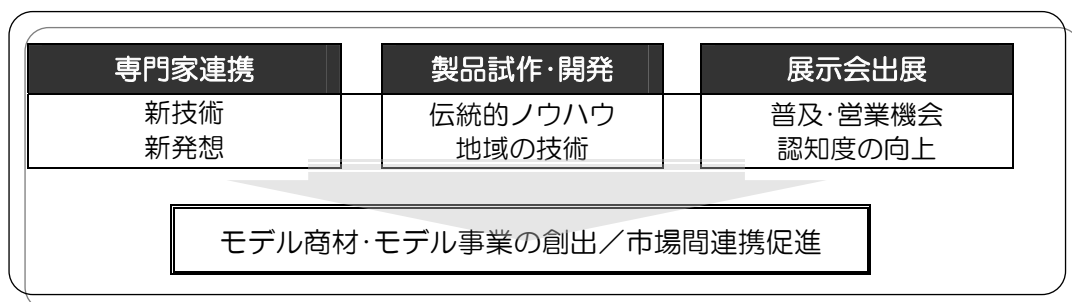 専門家連携
新技術
新発想
製品試作・開発
伝統的ノウハウ
地域の技術
展示会出展
普及・営業機会
認知度の向上
モデル商材・モデル事業の創出／市場間連携促進